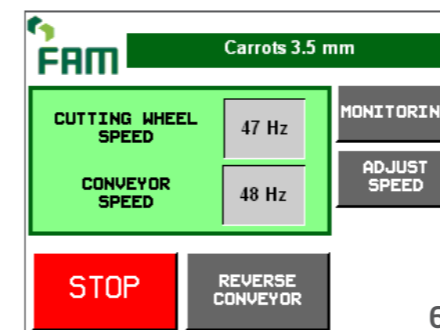 FAM
Carrots 3.5 mm
CUTTING WHEEL
SPEED
47 Hz
MONITORIN
CONVEYOR
SPEED
48 Hz
ADJUST
SPEED
STOP
REVERSE
CONVEYOR